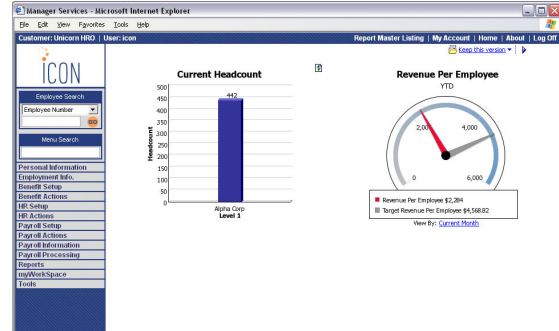 Manager Services - Microsoft Internet Explorer
File Edit View Favorites Tools Help
Customer: Unicorn HRO | User: icon Report Master Listing | My Account | Home | About | Log Off
Keep this version
ICON
Employee Search
Employee Number
GO
Menu Search
Personal Information
Employment Info.
Benefit Setup
Benefit Actions
HR Setup
HR Actions
Payroll Setup
Payroll Actions
Payroll Information
Payroll Processing
Reports
myWorkSpace
Tools
Current Headcount
500
450
400
350
300
250
200
150
100
50
0
442
Headcount
Alpha Corp
Level 1
Revenue Per Employee
YTD
2,00 4,000
0 6,000
Revenue Per Employee $2,284
Target Revenue Per Employee $4,568.82
View By: Current Month